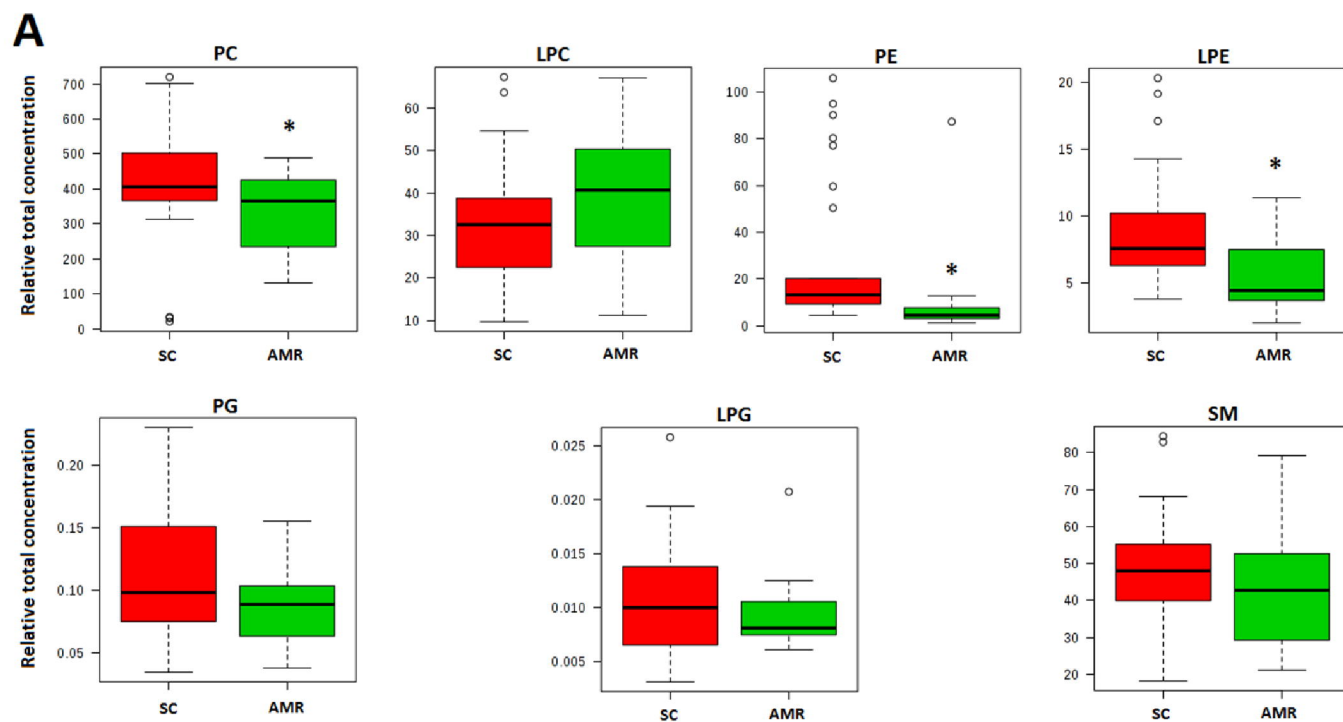 A
PC
LPC
PE
LPE
Relative total concentration
700
600
500
400
300
200
100
0
*
SC
AMR
60
50
40
30
20
10
SC
AMR
100
80
60
40
20
0
*
SC
AMR
20
15
10
5
*
SC
AMR
PG
LPG
SM
Relative total concentration
0.20
0.15
0.10
0.05
SC
AMR
0.025
0.020
0.015
0.010
0.005
SC
AMR
80
70
60
50
40
30
20
SC
AMR